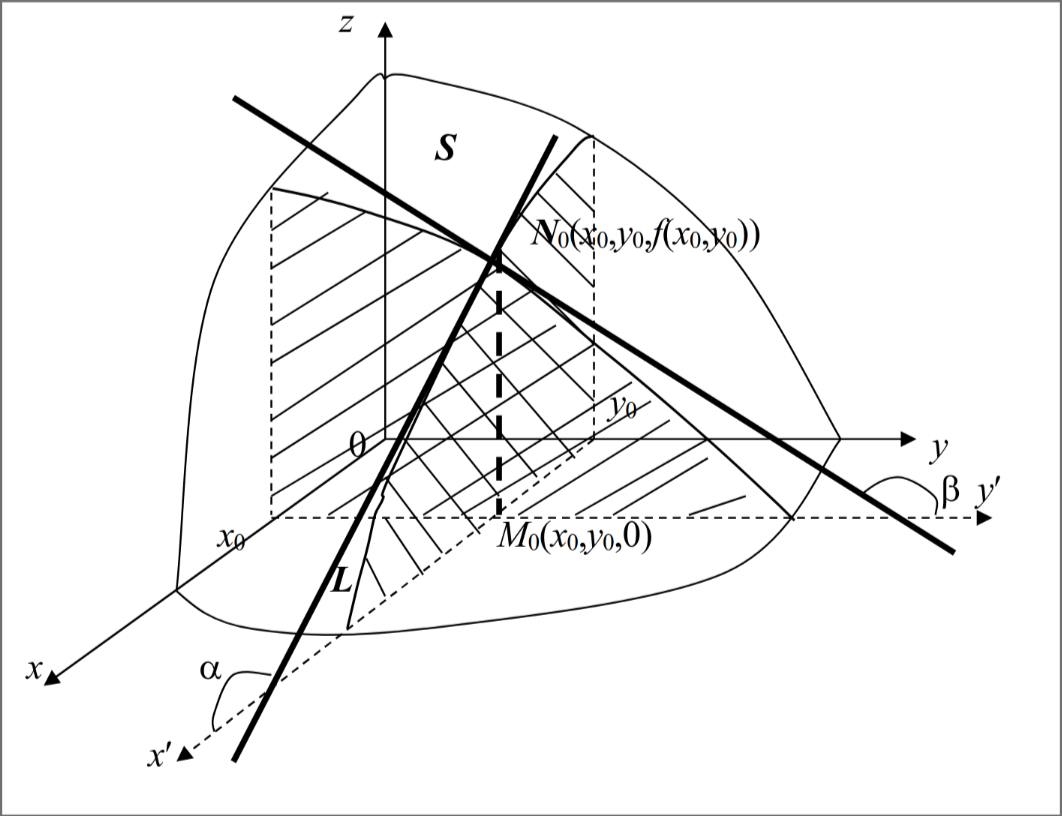 z
S
N₀(x₀,y₀,f(x₀,y₀))
y₀
0
y
β y′
x₀
M₀(x₀,y₀,0)
L
x
α
x′